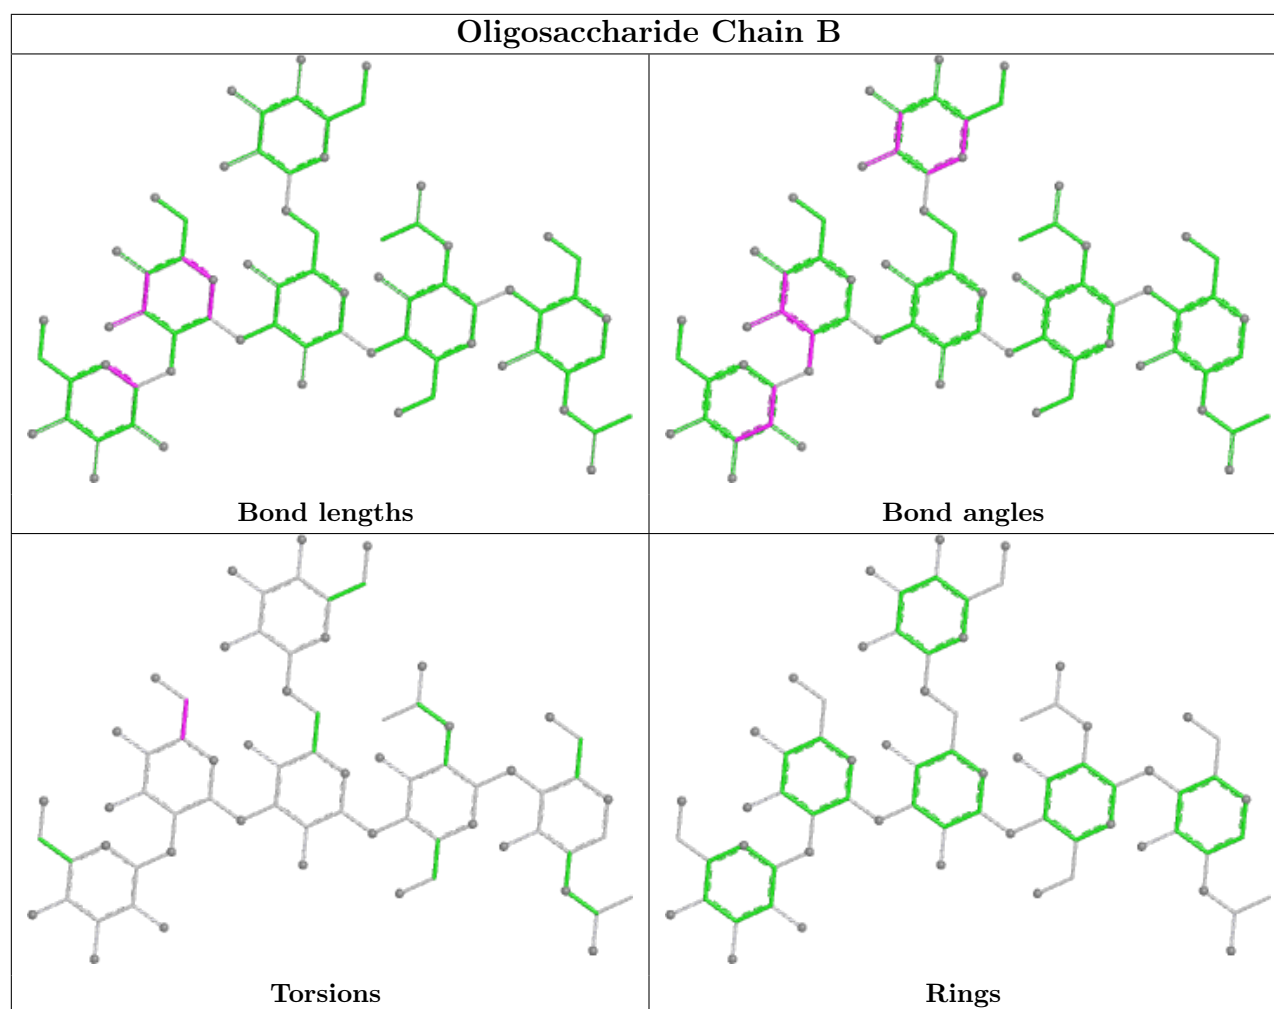 Oligosaccharide Chain B
Bond lengths
Bond angles
Torsions
Rings